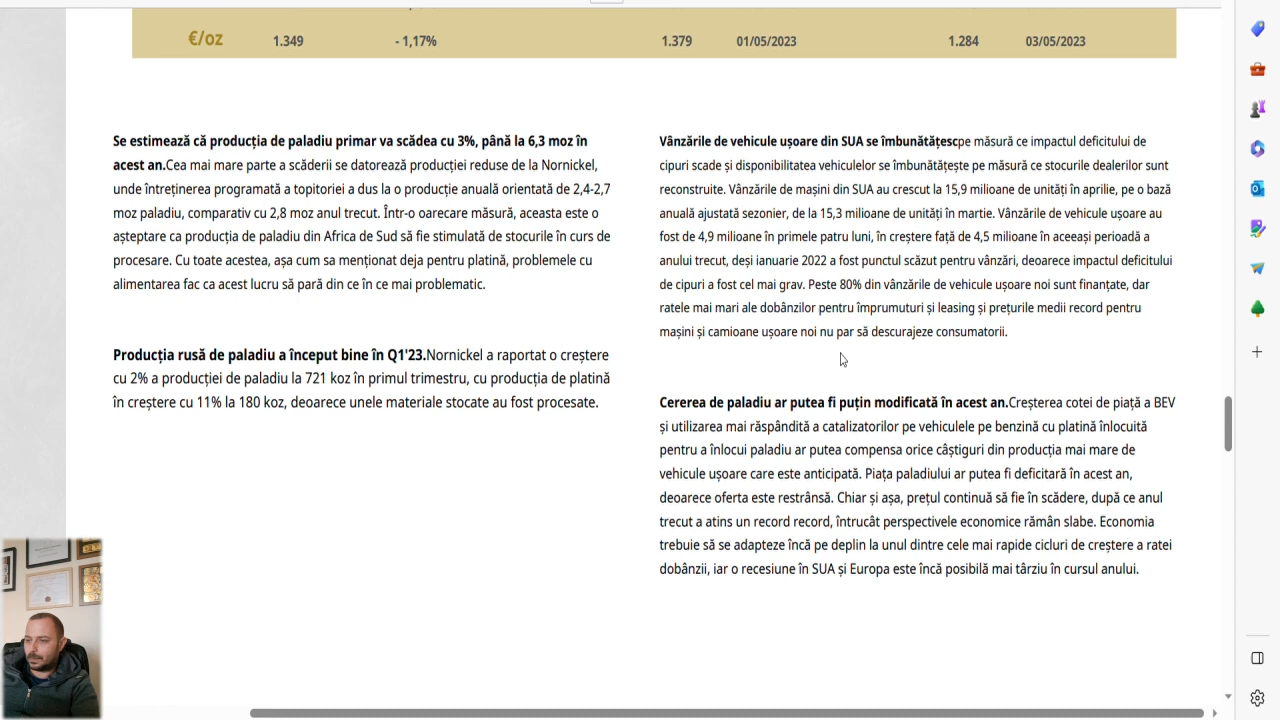 €/oz 1.349 - 1,17% 1.379 01/05/2023 1.284 03/05/2023
Se estimează că producția de paladiu primar va scădea cu 3%, până la 6,3 moz în
acest an.Cea mai mare parte a scăderii se datorează producției reduse de la Nornickel,
unde întreținerea programată a topitoriei a dus la o producție anuală orientată de 2,4-2,7
moz paladiu, comparativ cu 2,8 moz anul trecut. Într-o oarecare măsură, aceasta este o
așteptare ca producția de paladiu din Africa de Sud să fie stimulată de stocurile în curs de
procesare. Cu toate acestea, așa cum sa menționat deja pentru platină, problemele cu
alimentarea fac ca acest lucru să pară din ce în ce mai problematic.
Producția rusă de paladiu a început bine în Q1'23.Nornickel a raportat o creștere
cu 2% a producției de paladiu la 721 koz în primul trimestru, cu producția de platină
în creștere cu 11% la 180 koz, deoarece unele materiale stocate au fost procesate.
Vânzările de vehicule ușoare din SUA se îmbunătățescpe măsură ce impactul deficitului de
cipuri scade și disponibilitatea vehiculelor se îmbunătățește pe măsură ce stocurile dealerilor sunt
reconstruite. Vânzările de mașini din SUA au crescut la 15,9 milioane de unități în aprilie, pe o bază
anuală ajustată sezonier, de la 15,3 milioane de unități în martie. Vânzările de vehicule ușoare au
fost de 4,9 milioane în primele patru luni, în creștere față de 4,5 milioane în aceeași perioadă a
anului trecut, deși ianuarie 2022 a fost punctul scăzut pentru vânzări, deoarece impactul deficitului
de cipuri a fost cel mai grav. Peste 80% din vânzările de vehicule ușoare noi sunt finanțate, dar
ratele mai mari ale dobânzilor pentru împrumuturi și leasing și prețurile medii record pentru
mașini și camioane ușoare noi nu par să descurajeze consumatorii.
Cererea de paladiu ar putea fi puțin modificată în acest an.Creșterea cotei de piață a BEV
și utilizarea mai răspândită a catalizatorilor pe vehiculele pe benzină cu platină înlocuită
pentru a înlocui paladiu ar putea compensa orice câștiguri din producția mai mare de
vehicule ușoare care este anticipată. Piața paladiului ar putea fi deficitară în acest an,
deoarece oferta este restrânsă. Chiar și așa, prețul continuă să fie în scădere, după ce anul
trecut a atins un record record, întrucât perspectivele economice rămân slabe. Economia
trebuie să se adapteze încă pe deplin la unul dintre cele mai rapide cicluri de creștere a ratei
dobânzii, iar o recesiune în SUA și Europa este încă posibilă mai târziu în cursul anului.